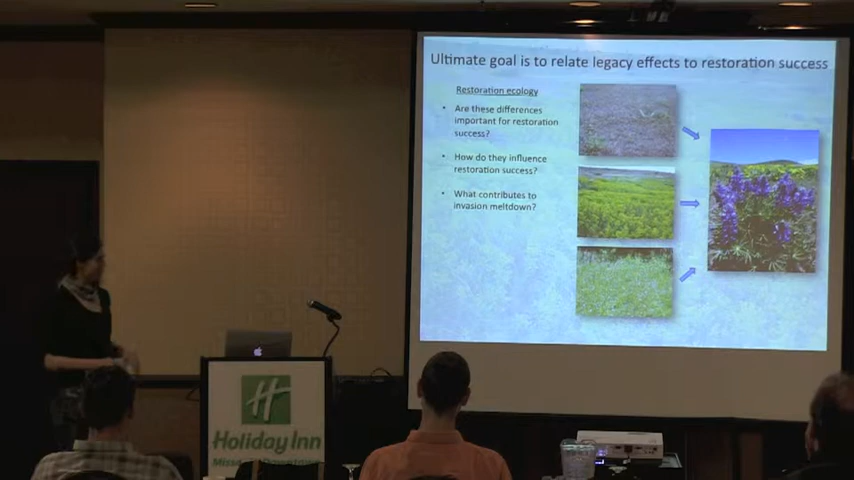 Ultimate goal is to relate legacy effects to restoration success
Restoration ecology
• Are these differences
important for restoration
success?
• How do they influence
restoration success?
• What contributes to
invasion meltdown?
H
Holiday Inn